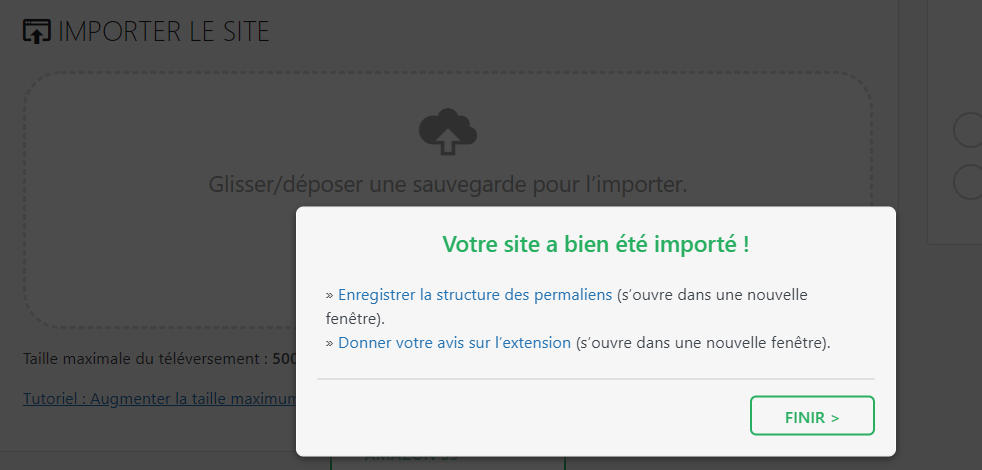 IMPORTER LE SITE
Glisser/déposer une sauvegarde pour l’importer.
Votre site a bien été importé !
» Enregistrer la structure des permaliens (s’ouvre dans une nouvelle
fenêtre).
» Donner votre avis sur l’extension (s’ouvre dans une nouvelle fenêtre).
FINIR >
Taille maximale du téléversement : 500
Tutoriel : Augmenter la taille maximum